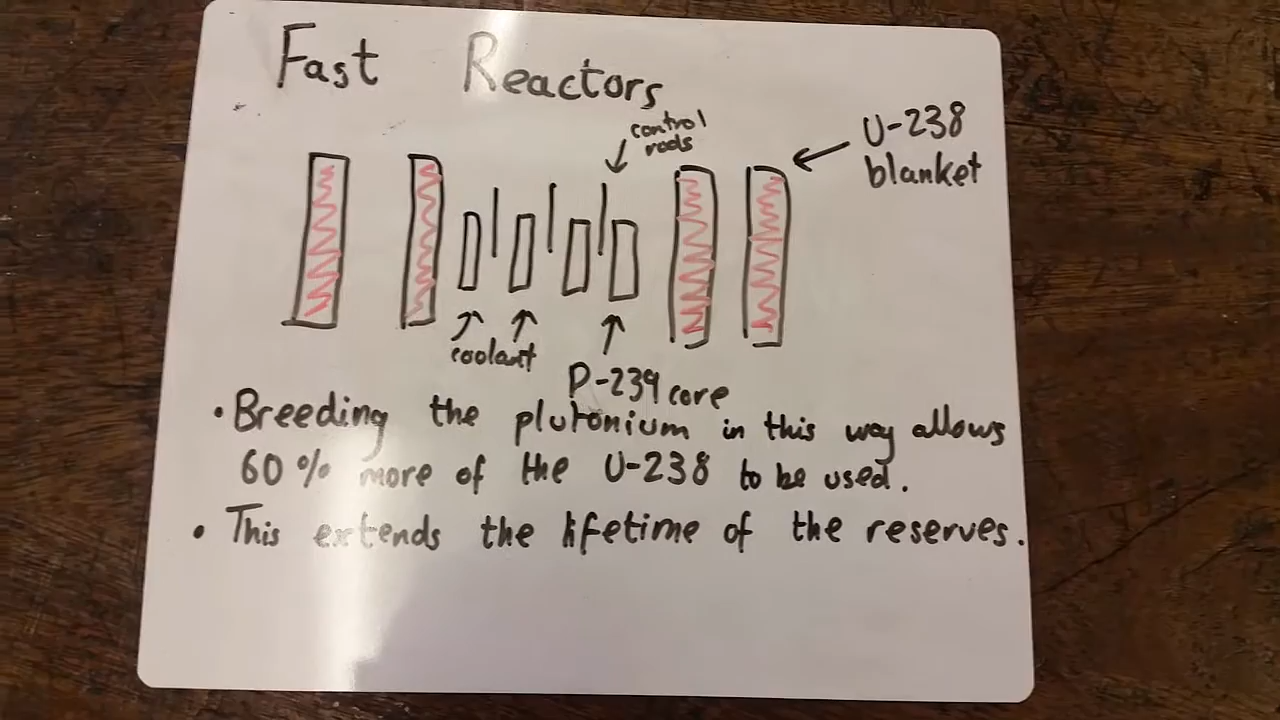 Fast Reactors
control
rods
U-238
blanket
coolant
P-239 core
• Breeding the plutonium in this way allows
60% more of the U-238 to be used.
• This extends the lifetime of the reserves.